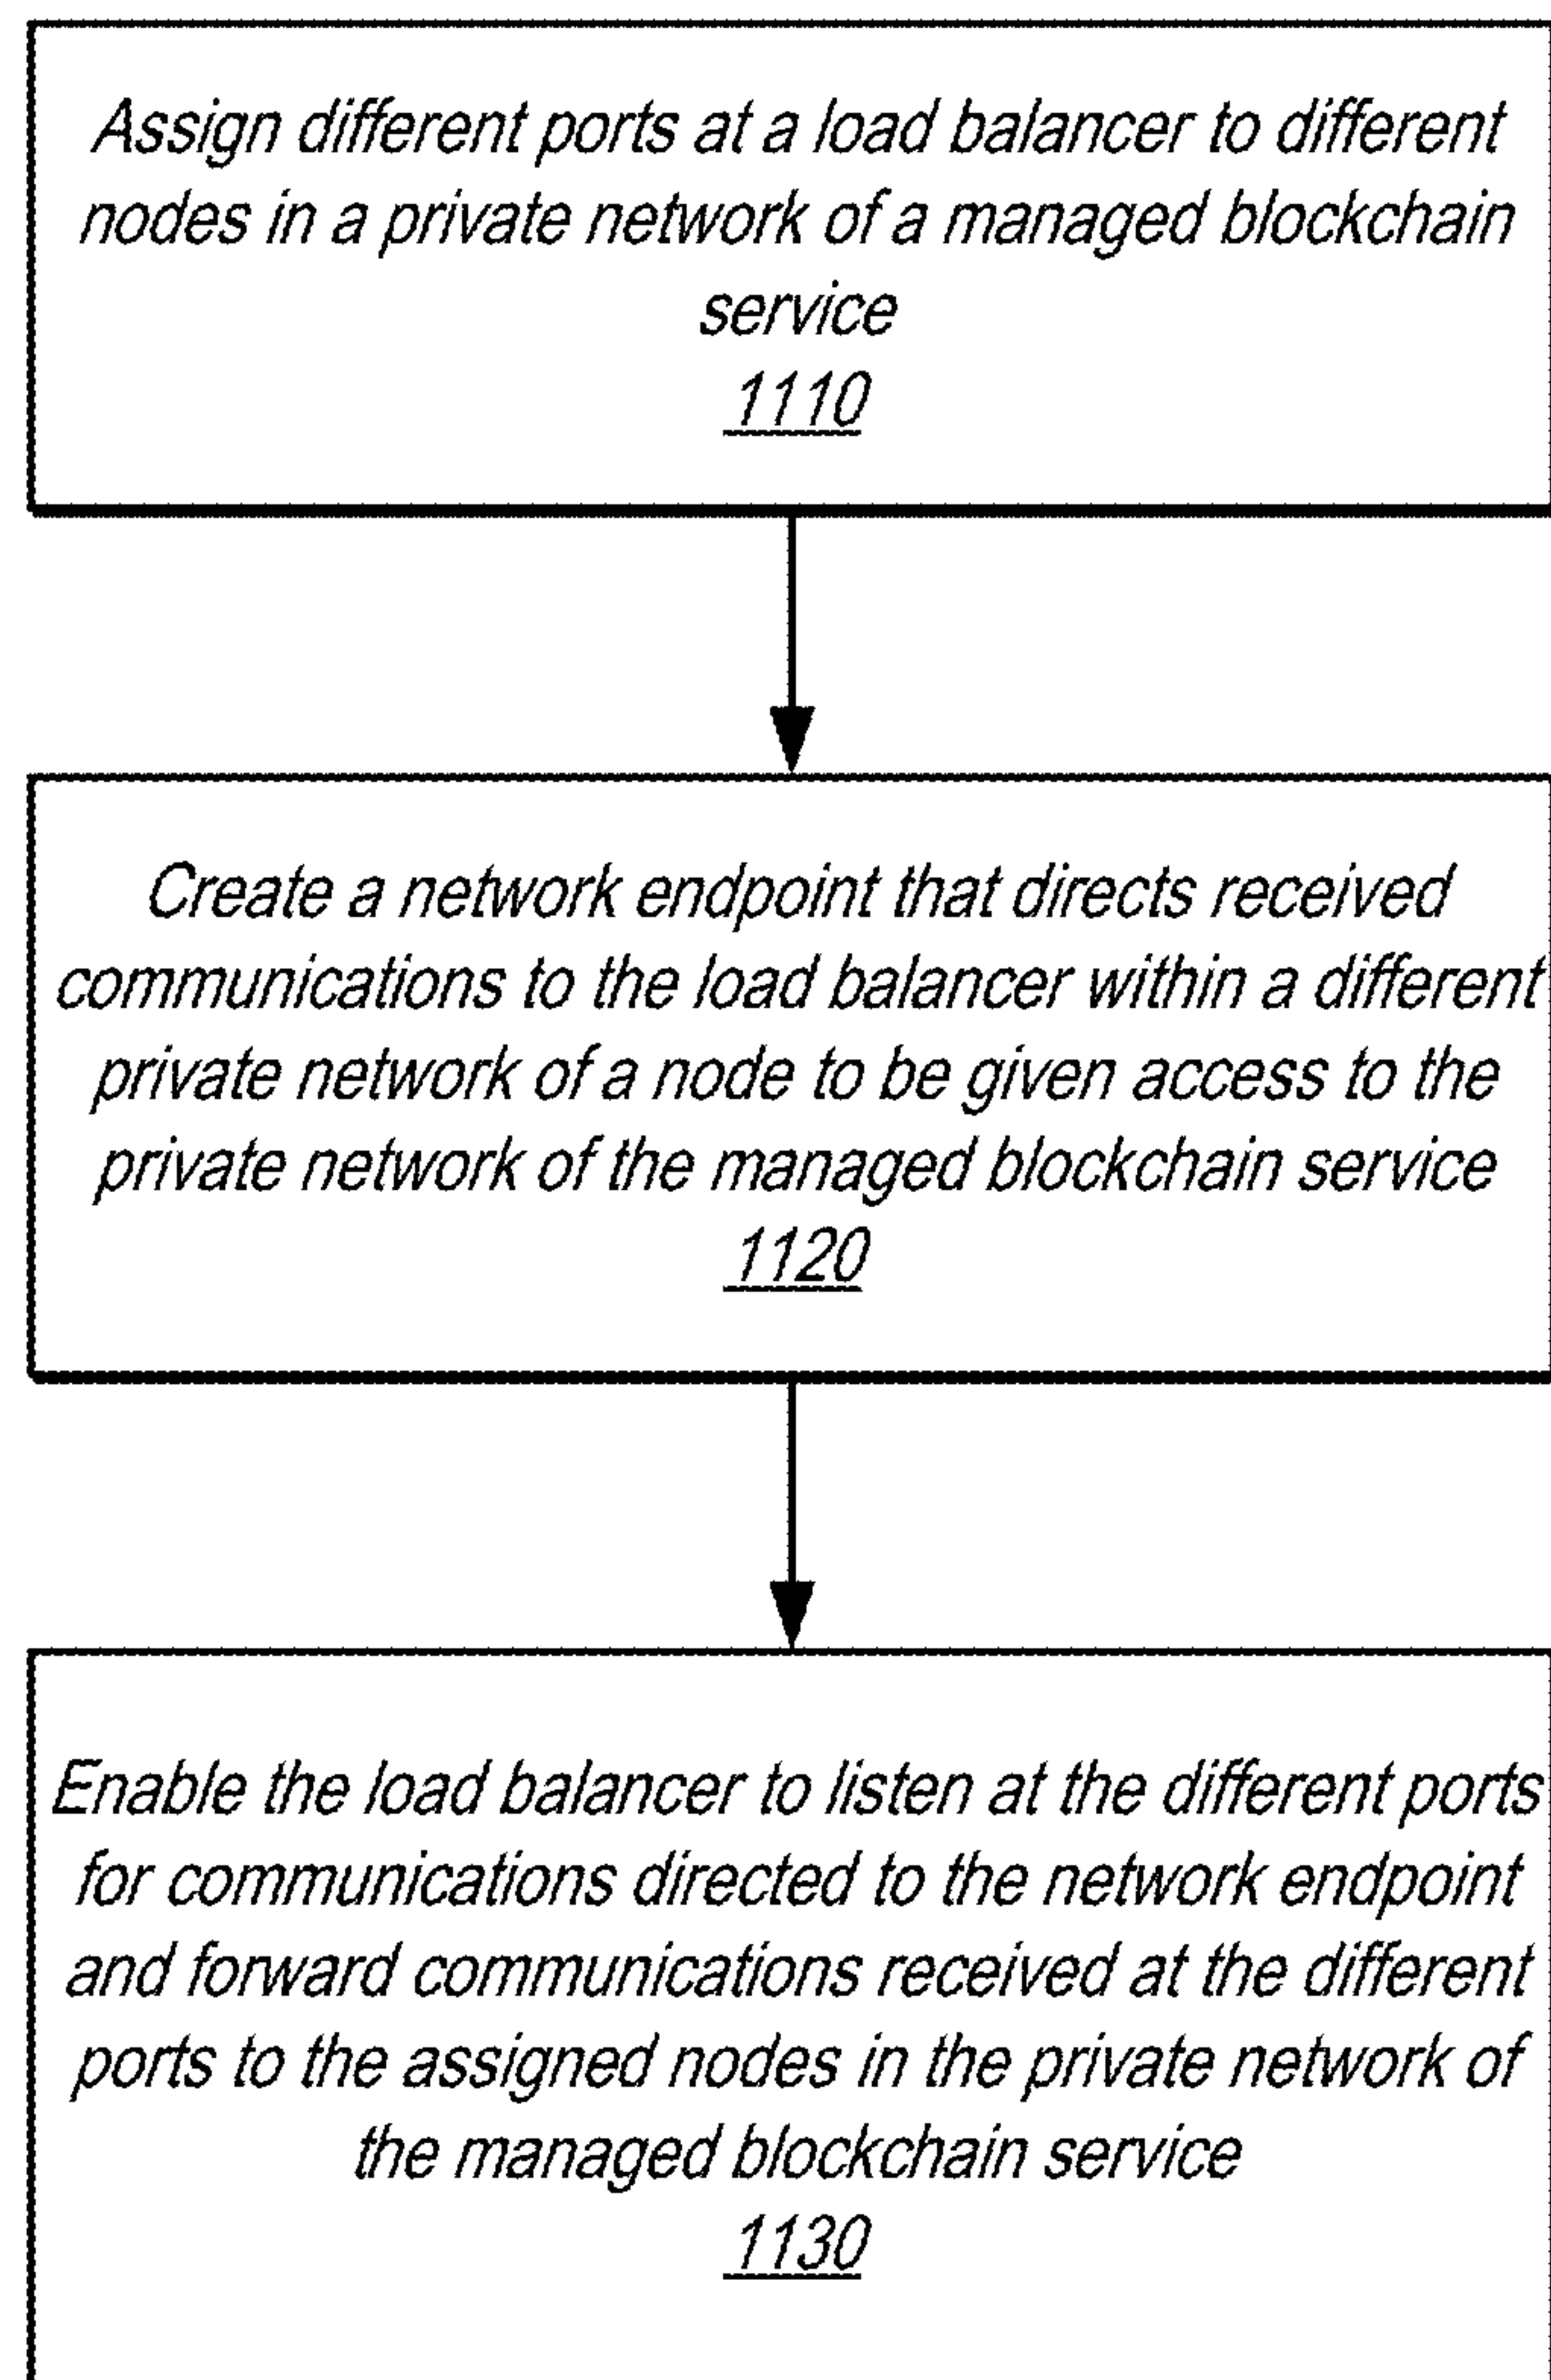 Assign different ports at a load balancer to different
nodes in a private network of a managed blockchain
service
1110
Create a network endpoint that directs received
communications to the load balancer within a different
private network of a node to be given access to the
private network of the managed blockchain service
1120
Enable the load balancer to listen at the different ports
for communications directed to the network endpoint
and forward communications received at the different
ports to the assigned nodes in the private network of
the managed blockchain service
1130